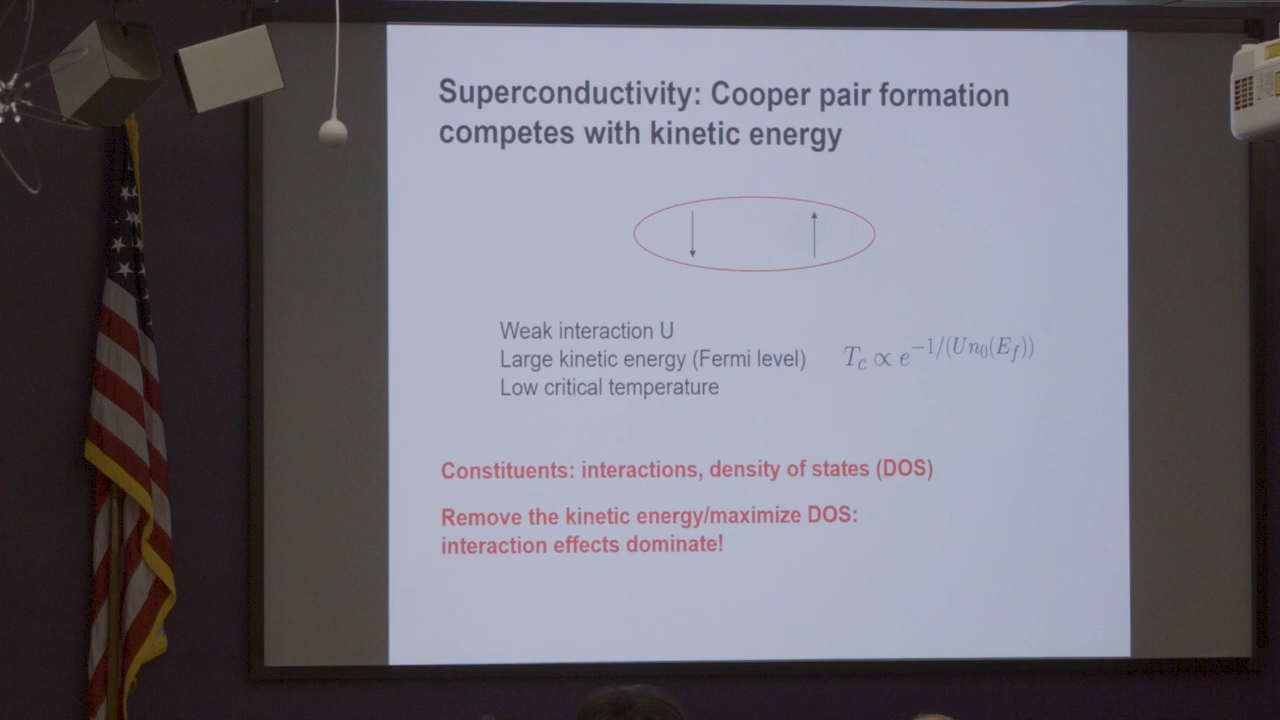 Superconductivity: Cooper pair formation
competes with kinetic energy
Weak interaction U
Large kinetic energy (Fermi level)
Low critical temperature
T_c ∝ e^{-1/(Un_0(E_f))}
Constituents: interactions, density of states (DOS)
Remove the kinetic energy/maximize DOS:
interaction effects dominate!